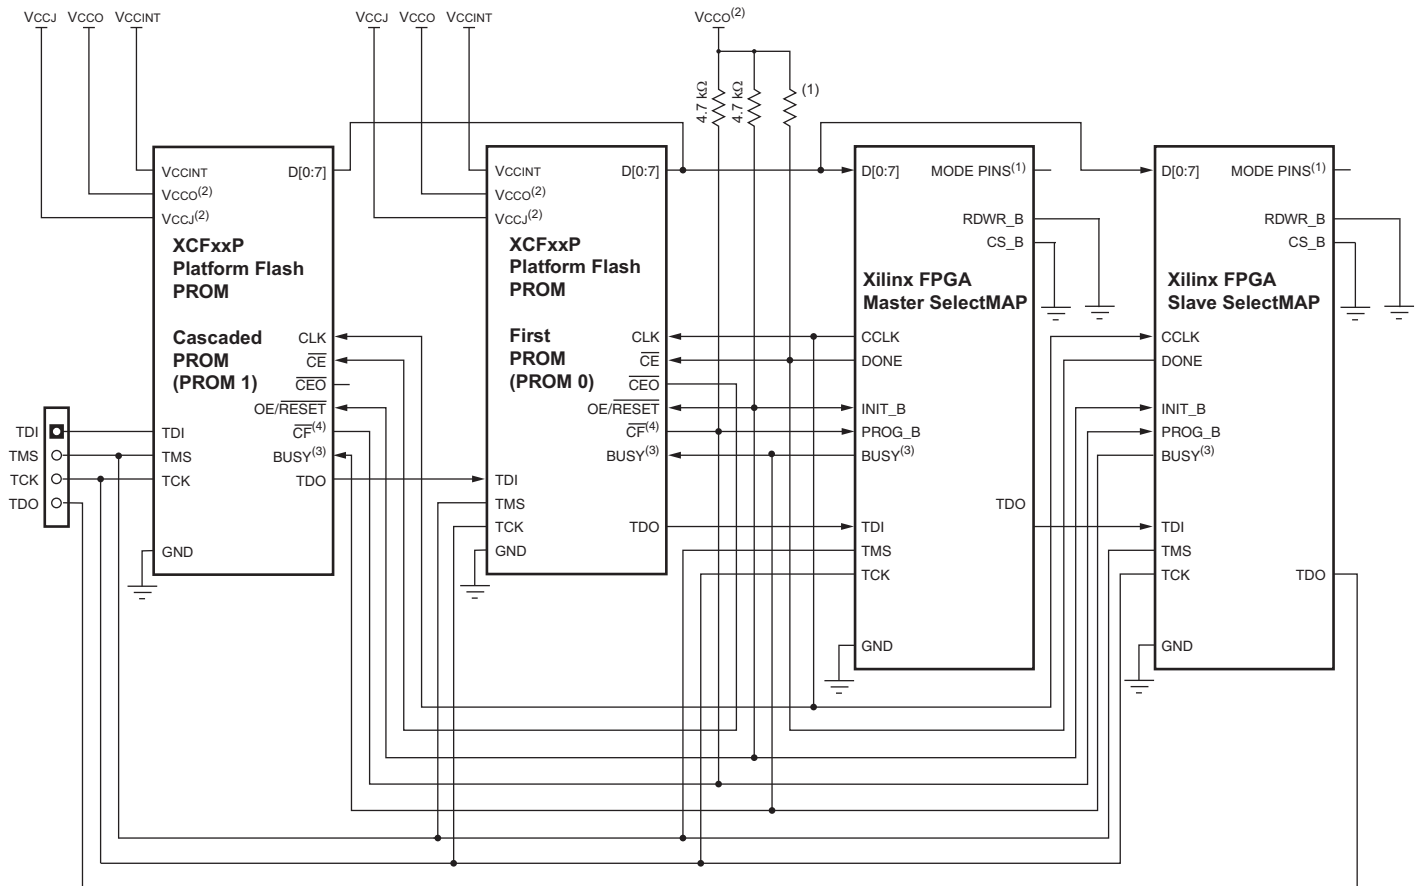 VCCJ VCCO VCCINT
VCCJ VCCO VCCINT
VCCO(2)
4.7 kΩ
4.7 kΩ
(1)
VCCINT
VCCO(2)
VCCJ(2)
D[0:7]
XCFxxP
Platform Flash
PROM
Cascaded
PROM
(PROM 1)
CLK
CE
CEO
OE/RESET
CF(4)
BUSY(3)
TDO
TDI
TMS
TCK
GND
TDI
TMS
TCK
TDO
VCCINT
VCCO(2)
VCCJ(2)
D[0:7]
XCFxxP
Platform Flash
PROM
First
PROM
(PROM 0)
CLK
CE
CEO
OE/RESET
CF(4)
BUSY(3)
TDI
TMS
TCK
GND
TDO
D[0:7]
MODE PINS(1)
RDWR_B
CS_B
Xilinx FPGA
Master SelectMAP
CCLK
DONE
INIT_B
PROG_B
BUSY(3)
TDO
TDI
TMS
TCK
GND
D[0:7]
MODE PINS(1)
RDWR_B
CS_B
Xilinx FPGA
Slave SelectMAP
CCLK
DONE
INIT_B
PROG_B
BUSY(3)
TDI
TMS
TCK
TDO
GND